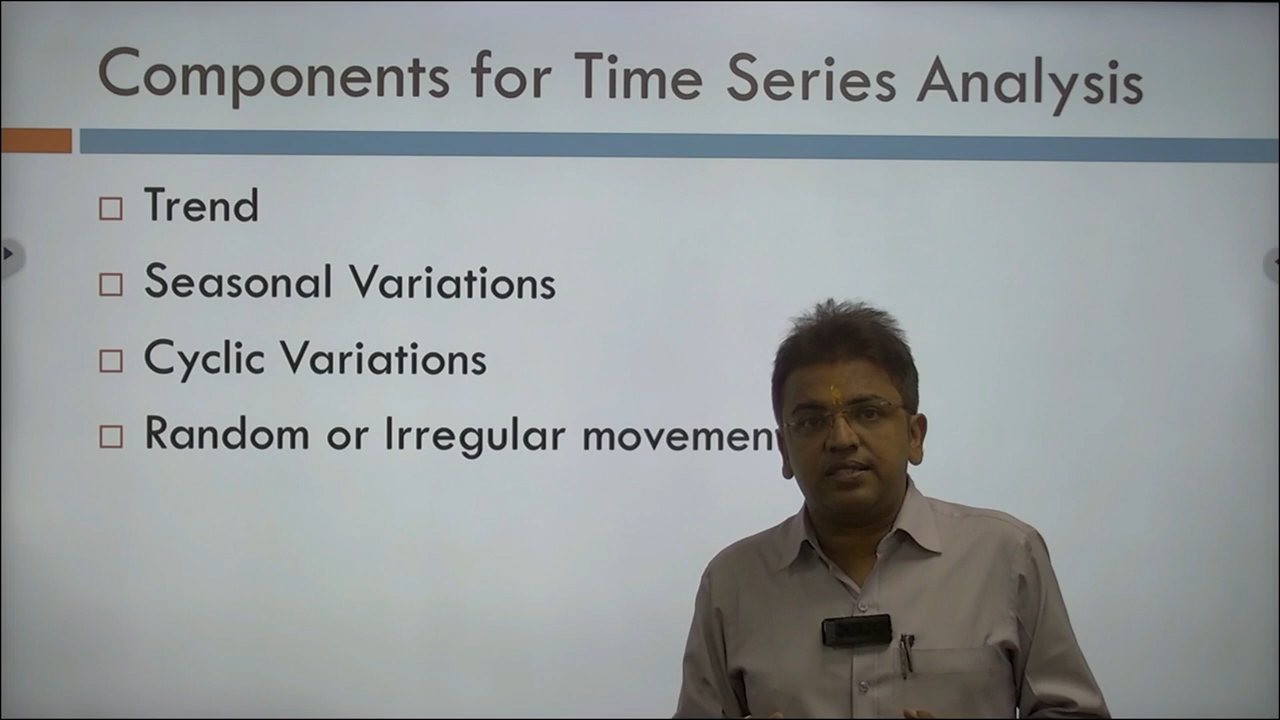 Components for Time Series Analysis
Trend
Seasonal Variations
Cyclic Variations
Random or Irregular movemen